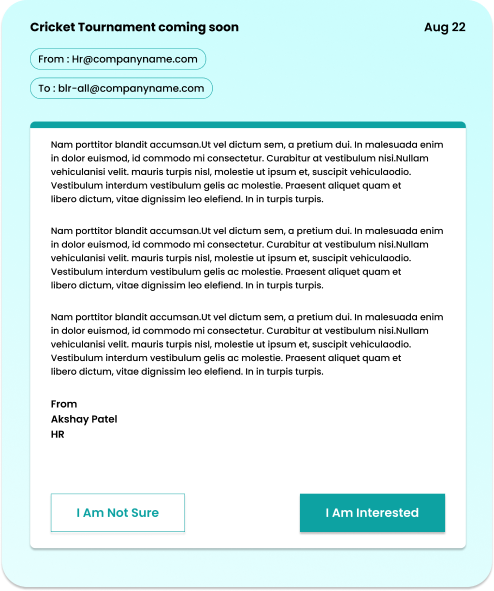 Cricket Tournament coming soon
Aug 22
From : Hr@companyname.com
To : blr-all@companyname.com
Nam porttitor blandit accumsan.Ut vel dictum sem, a pretium dui. In malesuada enim
in dolor euismod, id commodo mi consectetur. Curabitur at vestibulum nisi.Nullam
vehiculanisi velit. mauris turpis nisl, molestie ut ipsum et, suscipit vehiculaodio.
Vestibulum interdum vestibulum gelis ac molestie. Praesent aliquet quam et
libero dictum, vitae dignissim leo elefiend. In in turpis turpis.
Nam porttitor blandit accumsan.Ut vel dictum sem, a pretium dui. In malesuada enim
in dolor euismod, id commodo mi consectetur. Curabitur at vestibulum nisi.Nullam
vehiculanisi velit. mauris turpis nisl, molestie ut ipsum et, suscipit vehiculaodio.
Vestibulum interdum vestibulum gelis ac molestie. Praesent aliquet quam et
libero dictum, vitae dignissim leo elefiend. In in turpis turpis.
Nam porttitor blandit accumsan.Ut vel dictum sem, a pretium dui. In malesuada enim
in dolor euismod, id commodo mi consectetur. Curabitur at vestibulum nisi.Nullam
vehiculanisi velit. mauris turpis nisl, molestie ut ipsum et, suscipit vehiculaodio.
Vestibulum interdum vestibulum gelis ac molestie. Praesent aliquet quam et
libero dictum, vitae dignissim leo elefiend. In in turpis turpis.
From
Akshay Patel
HR
I Am Not Sure
I Am Interested